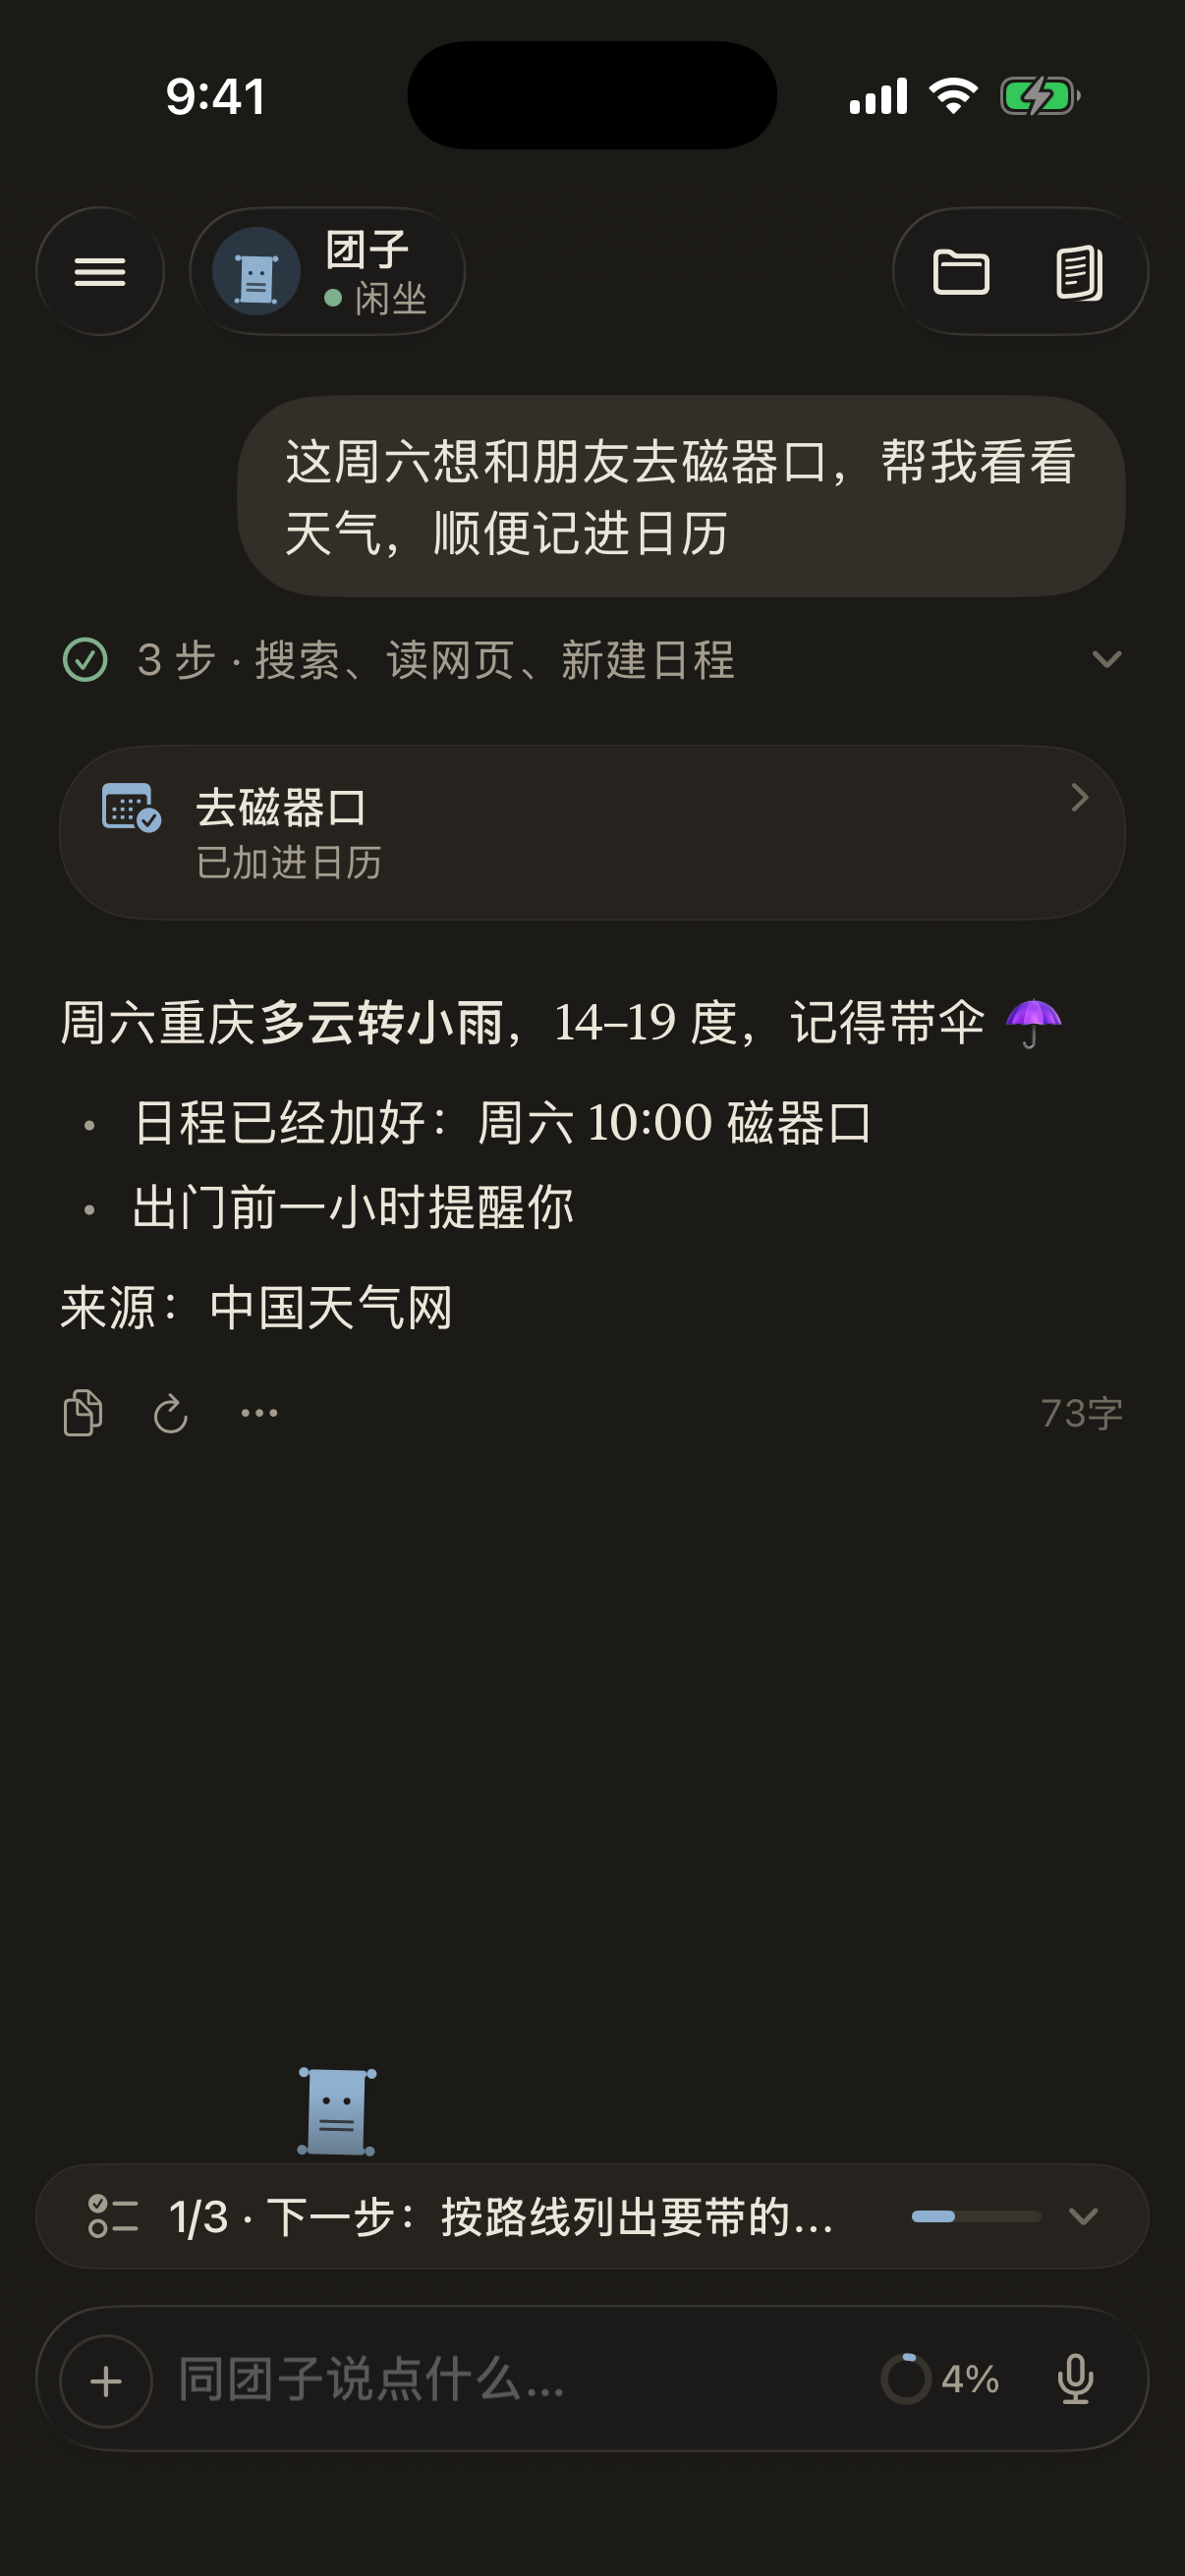 9:41
团子
闲坐
这周六想和朋友去磁器口，帮我看看
天气，顺便记进日历
3 步 · 搜索、读网页、新建日程
去磁器口
已加进日历
周六重庆多云转小雨，14–19 度，记得带伞 ☂️
• 日程已经加好：周六 10:00 磁器口
• 出门前一小时提醒你
来源：中国天气网
73字
1/3 · 下一步：按路线列出要带的...
同团子说点什么...
4%